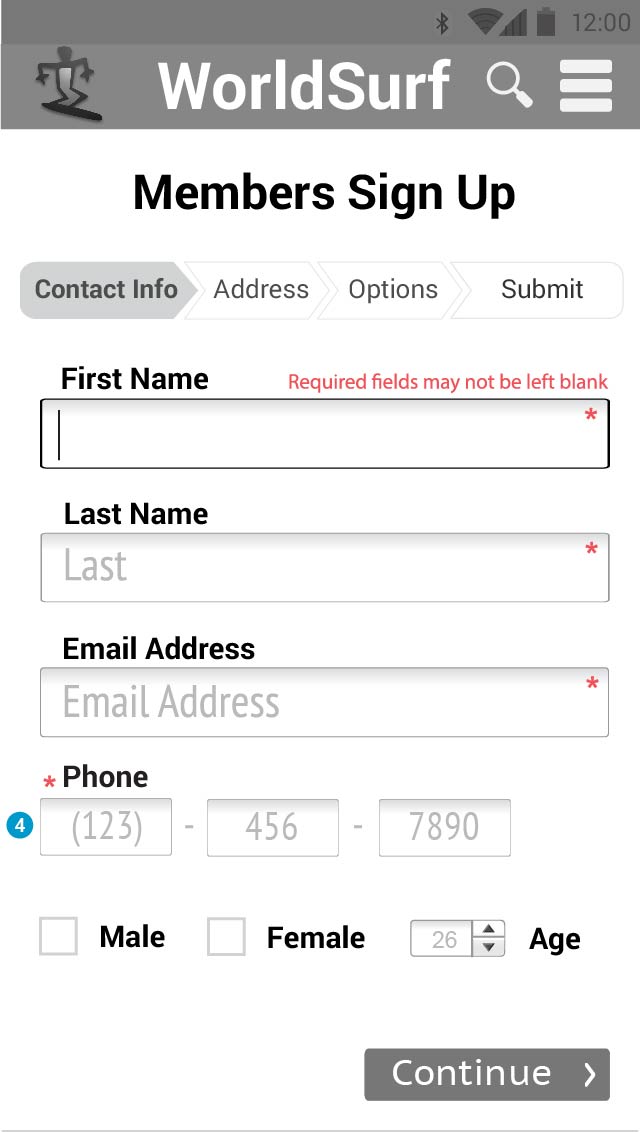 12:00
WorldSurf
Members Sign Up
Contact Info Address Options Submit
First Name Required fields may not be left blank
*
Last Name
Last *
Email Address
Email Address *
* Phone
4 (123) - 456 - 7890
Male Female 26 Age
Continue >